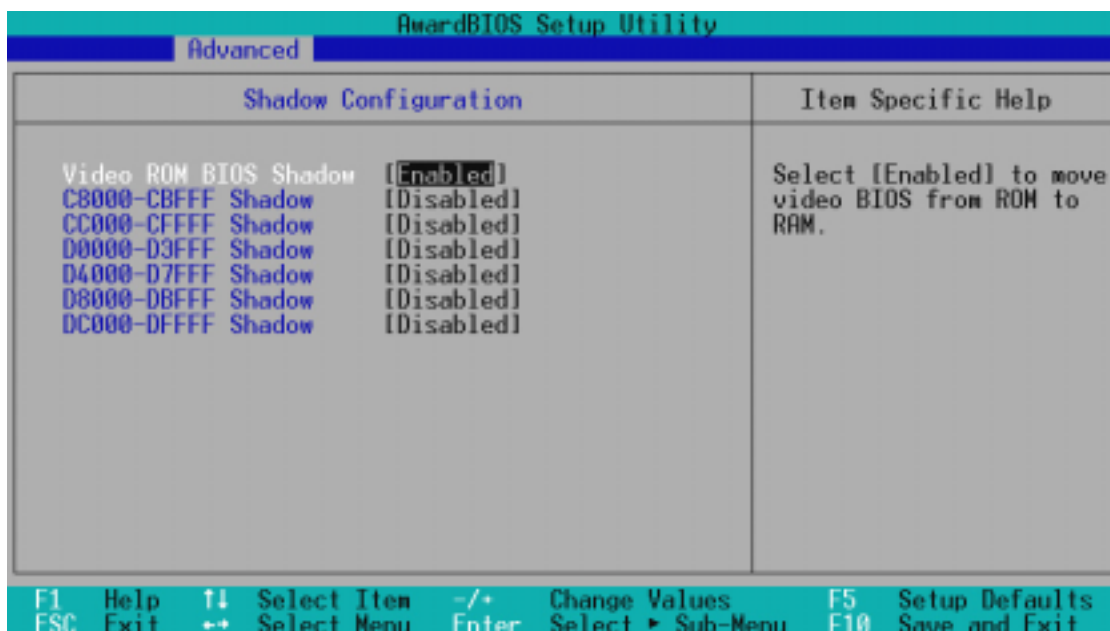 AwardBIOS Setup Utility
Advanced
Shadow Configuration
Item Specific Help
Video ROM BIOS Shadow [Enabled]
C8000-CBFFF Shadow [Disabled]
CC000-CFFFF Shadow [Disabled]
D0000-D3FFF Shadow [Disabled]
D4000-D7FFF Shadow [Disabled]
D8000-DBFFF Shadow [Disabled]
DC000-DFFFF Shadow [Disabled]
Select [Enabled] to move
video BIOS from ROM to
RAM.
F1 Help ↑↓ Select Item -/+ Change Values F5 Setup Defaults
ESC Exit ←→ Select Menu Enter Select ► Sub-Menu F10 Save and Exit